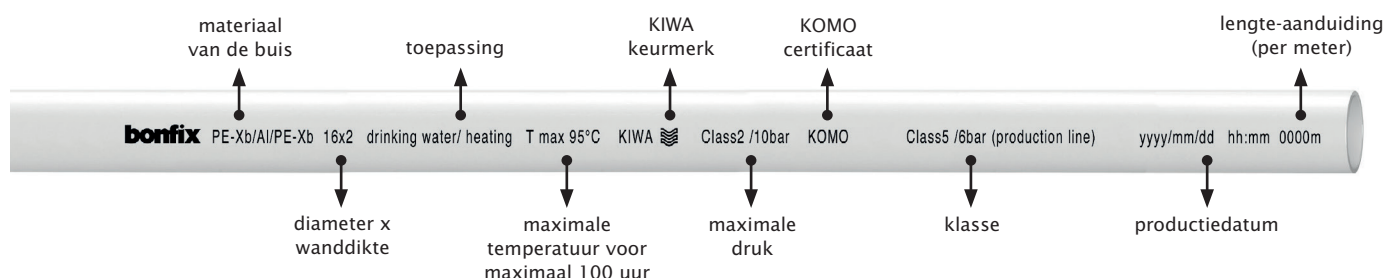 materiaal
van de buis
toepassing
KIWA
keurmerk
KOMO
certificaat
lengte-aanduiding
(per meter)
bonfix PE-Xb/Al/PE-Xb 16x2 drinking water/ heating T max 95°C KIWA Class2 /10bar KOMO Class5 /6bar (production line) yyyy/mm/dd hh:mm 0000m
diameter x
wanddikte
maximale
temperatuur voor
maximaal 100 uur
maximale
druk
klasse
productiedatum